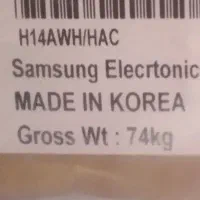 H14AWH/HAC
Samsung Elecrtonic
MADE IN KOREA
Gross Wt : 74kg